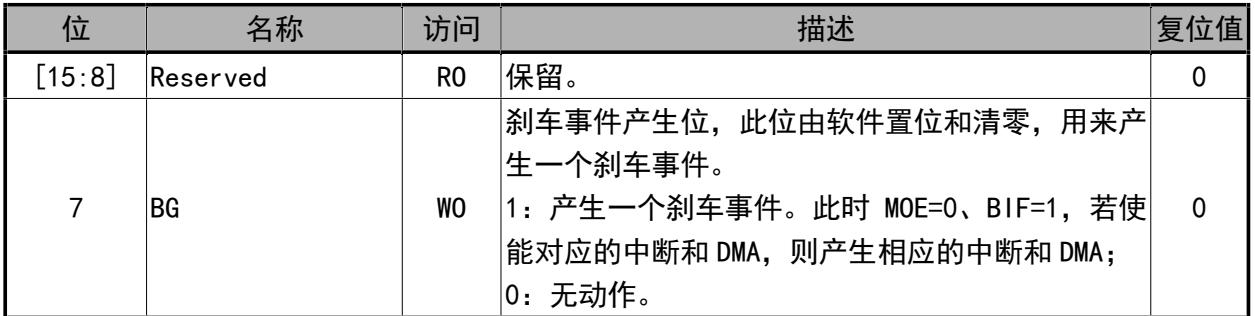 位 名称 访问 描述 复位值
[15:8] Reserved RO 保留。 0
刹车事件产生位，此位由软件置位和清零，用来产
生一个刹车事件。
7 BG WO 1：产生一个刹车事件。此时 MOE=0、BIF=1，若使 0
能对应的中断和 DMA，则产生相应的中断和 DMA；
0：无动作。